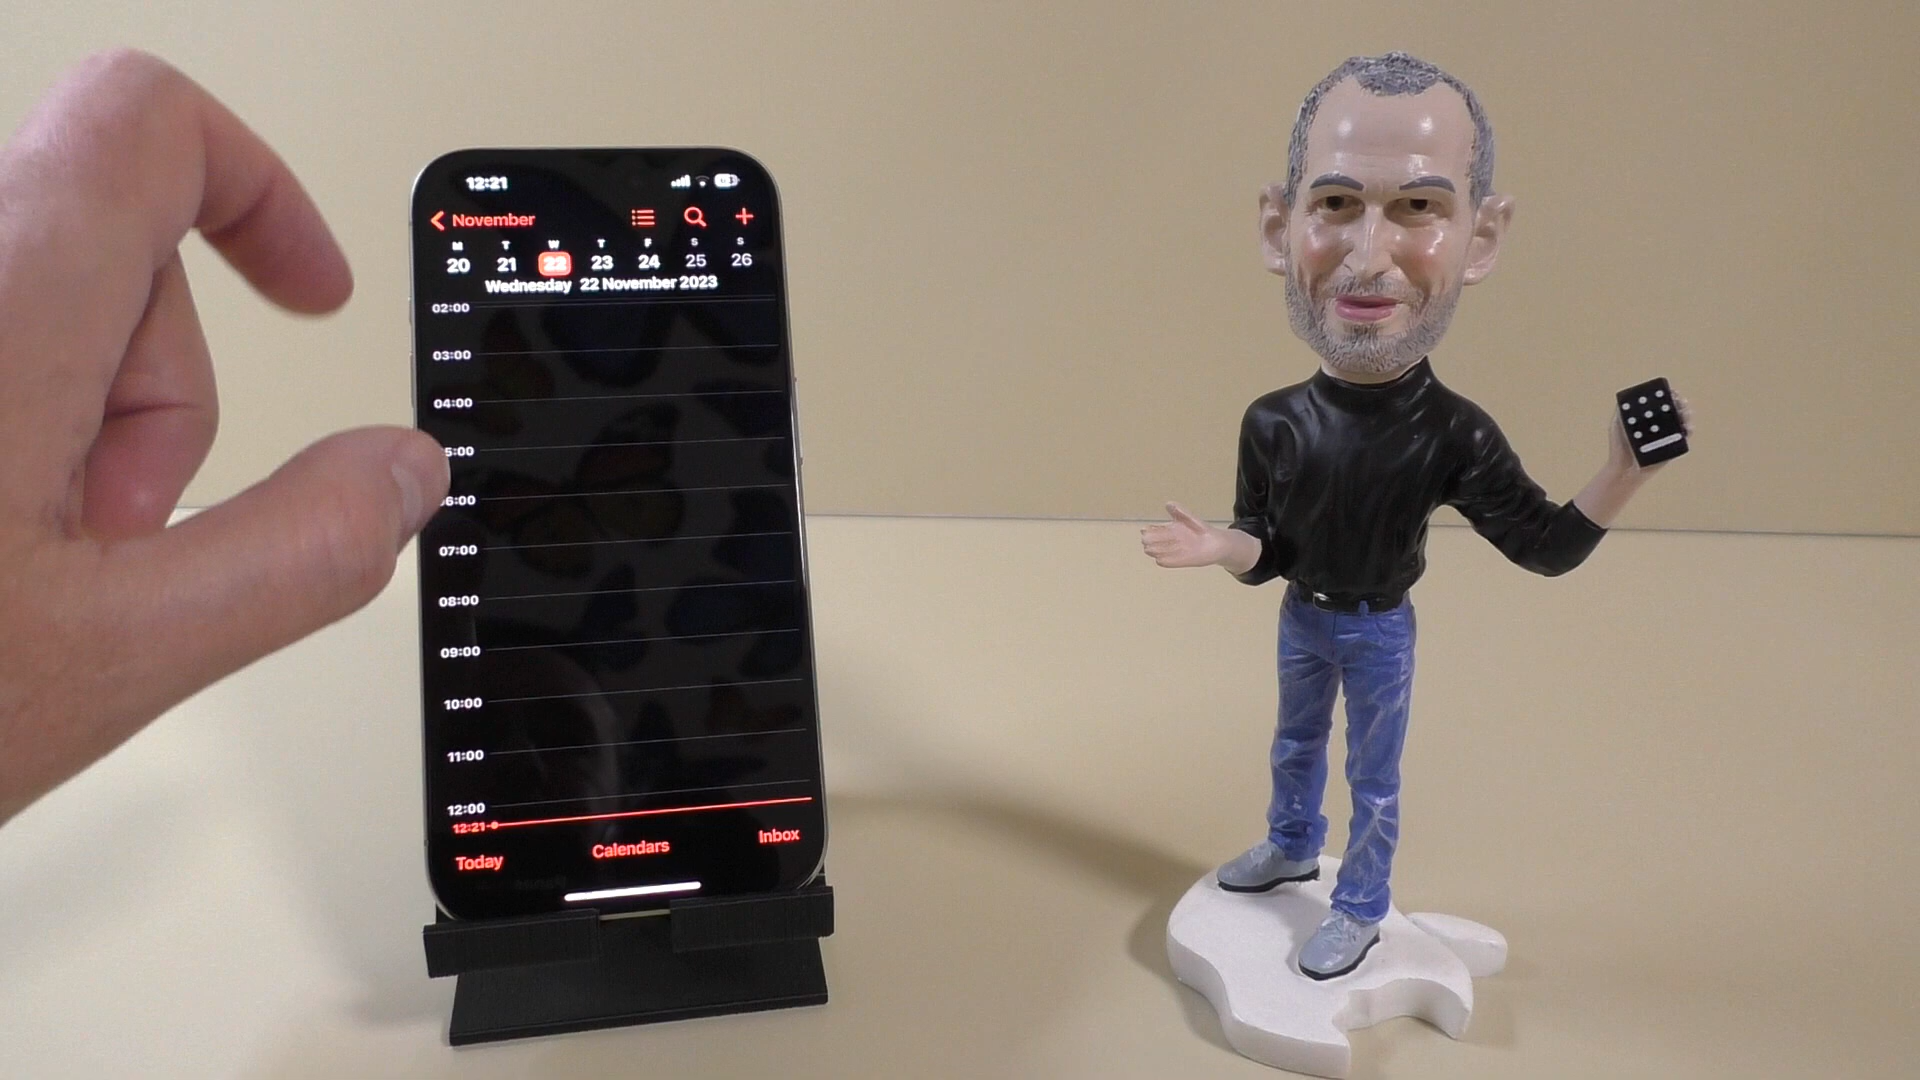 12:21
November
M T W T F S S
20 21 22 23 24 25 26
Wednesday 22 November 2023
02:00
03:00
04:00
5:00
06:00
07:00
08:00
09:00
10:00
11:00
12:00
12:21
Today Calendars Inbox